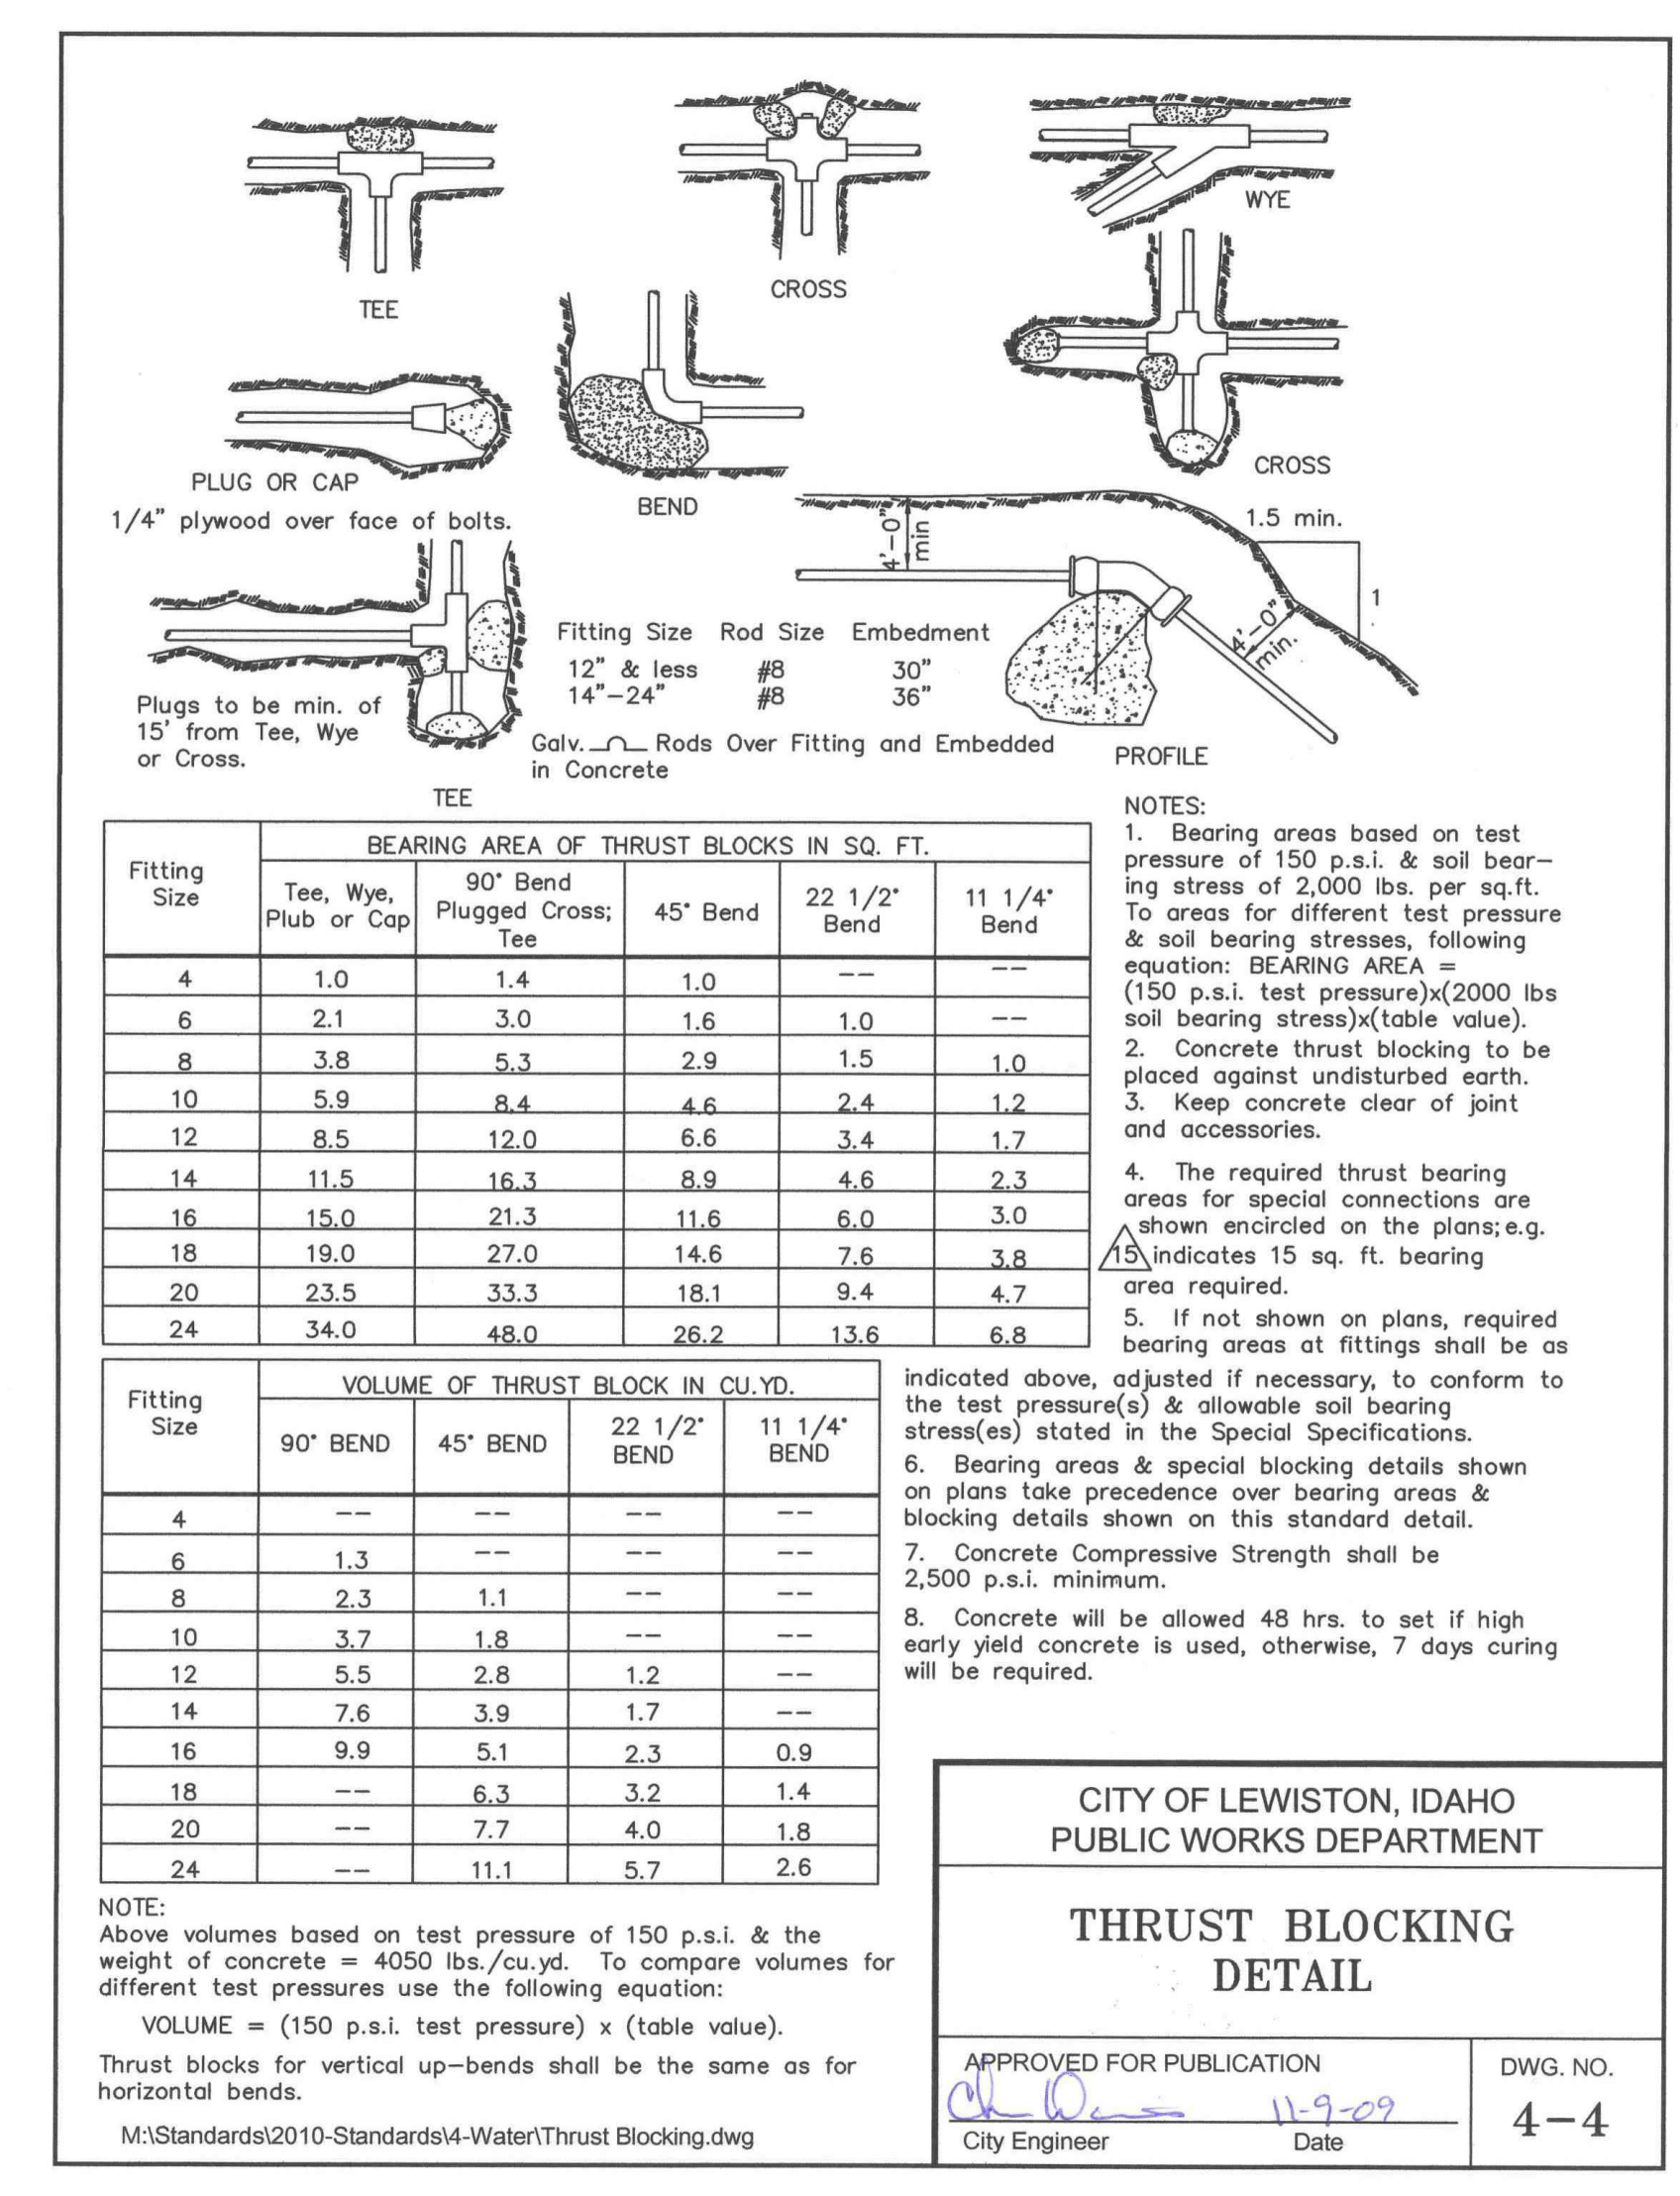 TEE
CROSS
WYE
PLUG OR CAP
1/4" plywood over face of bolts.
BEND
CROSS
4'-0"
min
1.5 min.
1
4'-0"
min.
PROFILE
Plugs to be min. of
15' from Tee, Wye
or Cross.
TEE
Fitting Size Rod Size Embedment
12" & less #8 30"
14"-24" #8 36"
Galv. Rods Over Fitting and Embedded
in Concrete
Fitting
Size
BEARING AREA OF THRUST BLOCKS IN SQ. FT.
Tee, Wye,
Plub or Cap
90° Bend
Plugged Cross;
Tee
45° Bend
22 1/2°
Bend
11 1/4°
Bend
4 1.0 1.4 1.0 -- --
6 2.1 3.0 1.6 1.0 --
8 3.8 5.3 2.9 1.5 1.0
10 5.9 8.4 4.6 2.4 1.2
12 8.5 12.0 6.6 3.4 1.7
14 11.5 16.3 8.9 4.6 2.3
16 15.0 21.3 11.6 6.0 3.0
18 19.0 27.0 14.6 7.6 3.8
20 23.5 33.3 18.1 9.4 4.7
24 34.0 48.0 26.2 13.6 6.8
Fitting
Size
VOLUME OF THRUST BLOCK IN CU.YD.
90° BEND
45° BEND
22 1/2°
BEND
11 1/4°
BEND
4 -- -- -- --
6 1.3 -- -- --
8 2.3 1.1 -- --
10 3.7 1.8 -- --
12 5.5 2.8 1.2 --
14 7.6 3.9 1.7 --
16 9.9 5.1 2.3 0.9
18 -- 6.3 3.2 1.4
20 -- 7.7 4.0 1.8
24 -- 11.1 5.7 2.6
NOTE:
Above volumes based on test pressure of 150 p.s.i. & the
weight of concrete = 4050 lbs./cu.yd. To compare volumes for
different test pressures use the following equation:
VOLUME = (150 p.s.i. test pressure) x (table value).
Thrust blocks for vertical up-bends shall be the same as for
horizontal bends.
M:\Standards\2010-Standards\4-Water\Thrust Blocking.dwg
NOTES:
1. Bearing areas based on test
pressure of 150 p.s.i. & soil bear-
ing stress of 2,000 lbs. per sq.ft.
To areas for different test pressure
& soil bearing stresses, following
equation: BEARING AREA =
(150 p.s.i. test pressure)x(2000 lbs
soil bearing stress)x(table value).
2. Concrete thrust blocking to be
placed against undisturbed earth.
3. Keep concrete clear of joint
and accessories.
4. The required thrust bearing
areas for special connections are
shown encircled on the plans; e.g.
15 indicates 15 sq. ft. bearing
area required.
5. If not shown on plans, required
bearing areas at fittings shall be as
indicated above, adjusted if necessary, to conform to
the test pressure(s) & allowable soil bearing
stress(es) stated in the Special Specifications.
6. Bearing areas & special blocking details shown
on plans take precedence over bearing areas &
blocking details shown on this standard detail.
7. Concrete Compressive Strength shall be
2,500 p.s.i. minimum.
8. Concrete will be allowed 48 hrs. to set if high
early yield concrete is used, otherwise, 7 days curing
will be required.
CITY OF LEWISTON, IDAHO
PUBLIC WORKS DEPARTMENT
THRUST BLOCKING
DETAIL
APPROVED FOR PUBLICATION
11-9-09
City Engineer Date
DWG. NO.
4-4